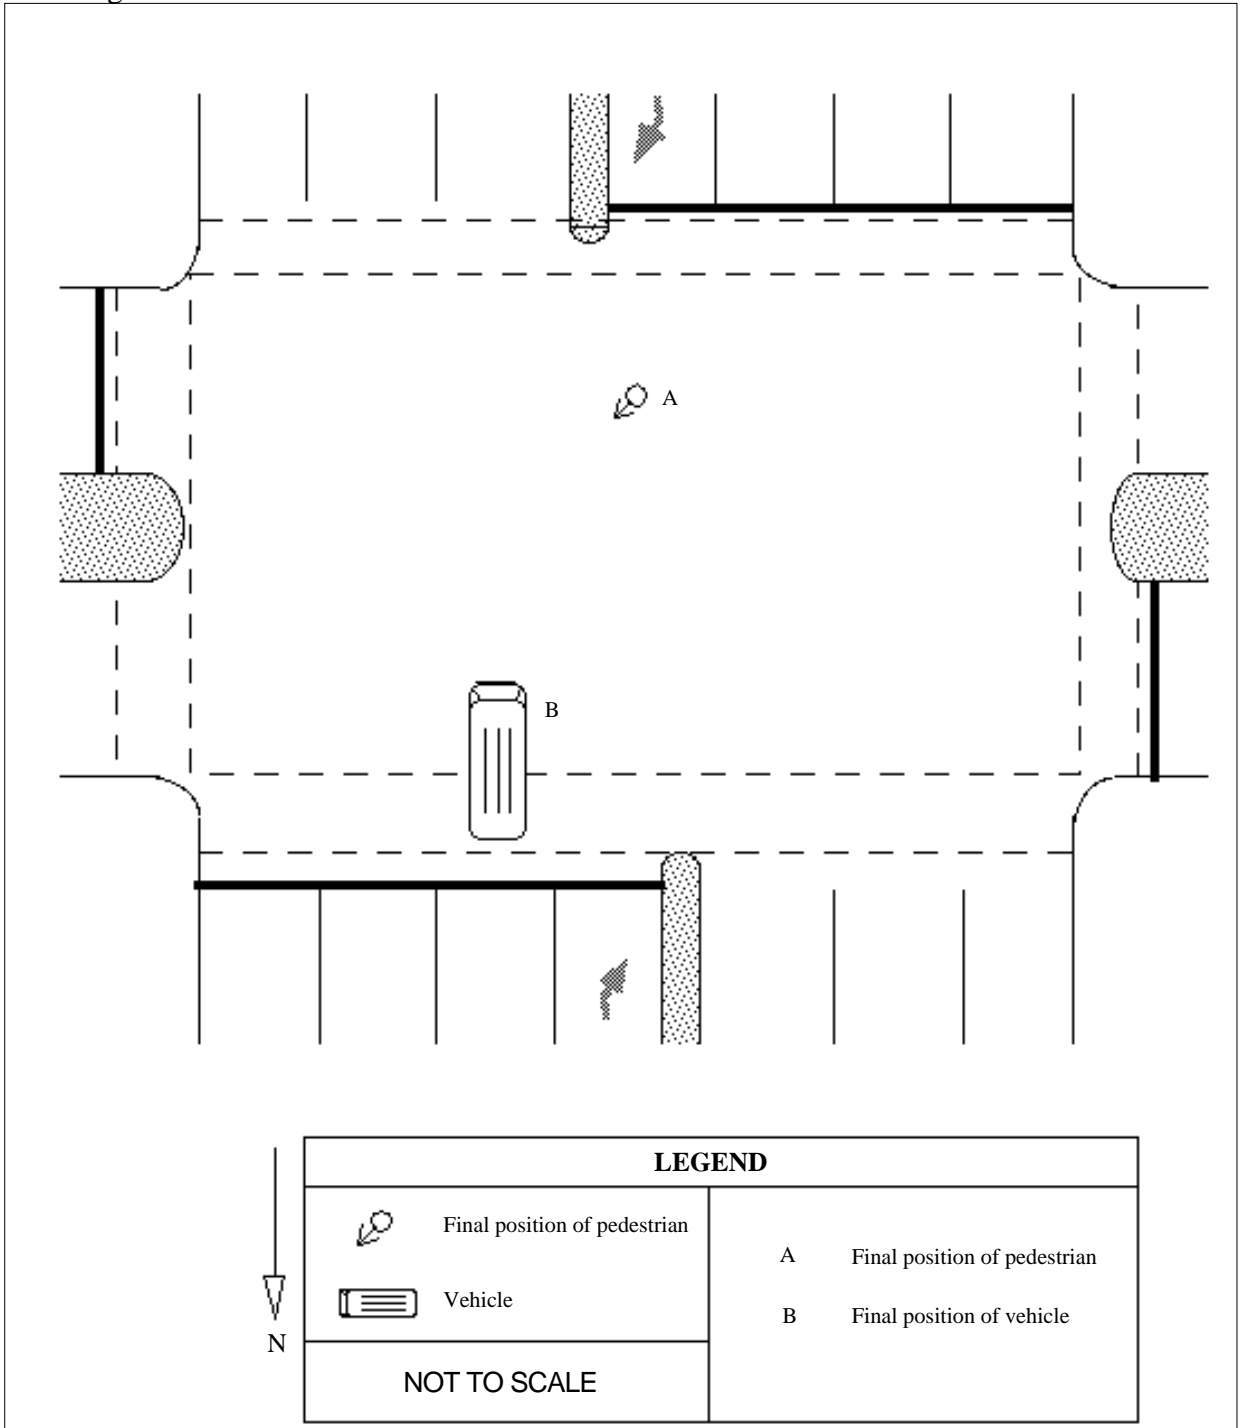 A
B
N
LEGEND
Final position of pedestrian
Vehicle
NOT TO SCALE
A Final position of pedestrian
B Final position of vehicle